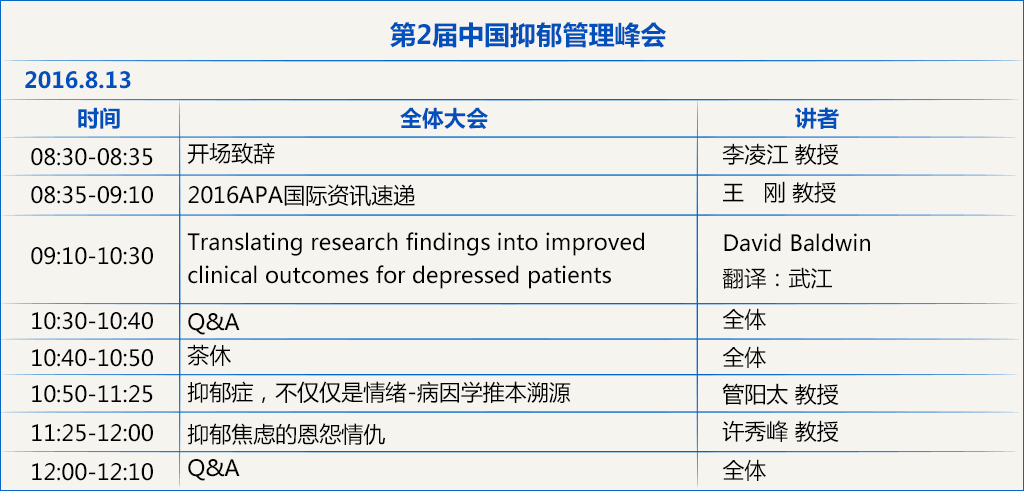 第2届中国抑郁管理峰会
2016.8.13
时间 全体大会 讲者
08:30-08:35 开场致辞 李凌江 教授
08:35-09:10 2016APA国际资讯速递 王 刚 教授
09:10-10:30 Translating research findings into improved clinical outcomes for depressed patients David Baldwin 翻译：武江
10:30-10:40 Q&A 全体
10:40-10:50 茶休 全体
10:50-11:25 抑郁症，不仅仅是情绪-病因学推本溯源 管阳太 教授
11:25-12:00 抑郁焦虑的恩怨情仇 许秀峰 教授
12:00-12:10 Q&A 全体